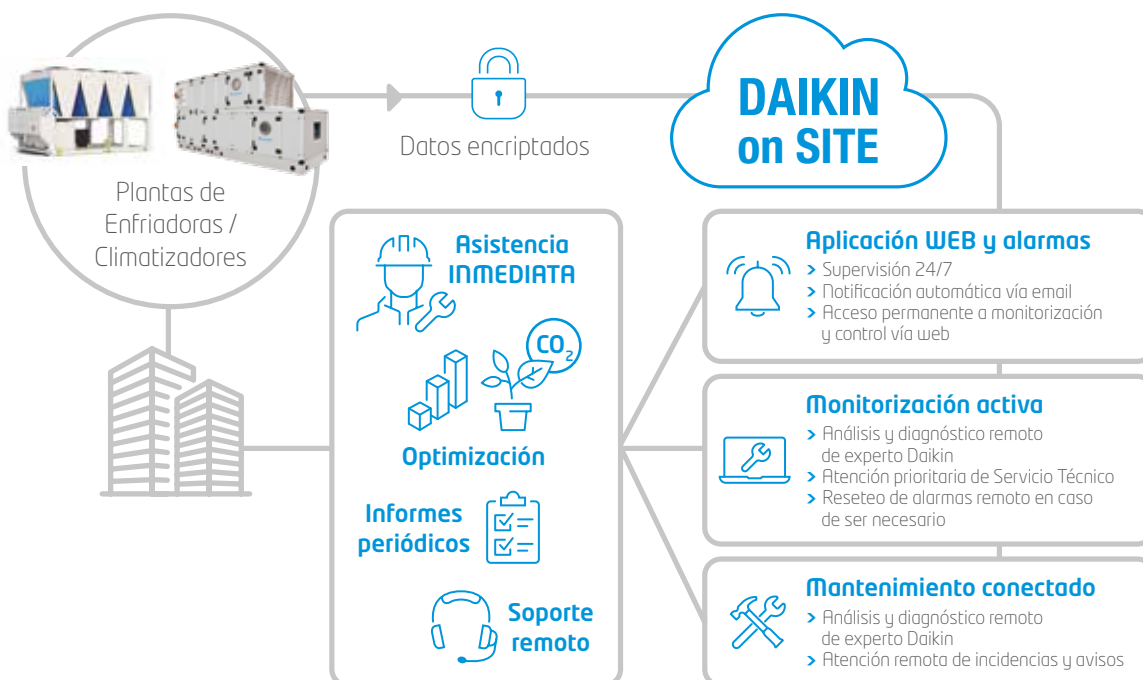 DAIKIN
on SITE
Datos encriptados
Plantas de
Enfriadoras /
Climatizadores
Asistencia
INMEDIATA
CO2
Optimización
Informes
periódicos
Soporte
remoto
Aplicación WEB y alarmas
> Supervisión 24/7
> Notificación automática vía email
> Acceso permanente a monitorización
y control vía web
Monitorización activa
> Análisis y diagnóstico remoto
de experto Daikin
> Atención prioritaria de Servicio Técnico
> Reseteo de alarmas remoto en caso
de ser necesario
Mantenimiento conectado
> Análisis y diagnóstico remoto
de experto Daikin
> Atención remota de incidencias y avisos